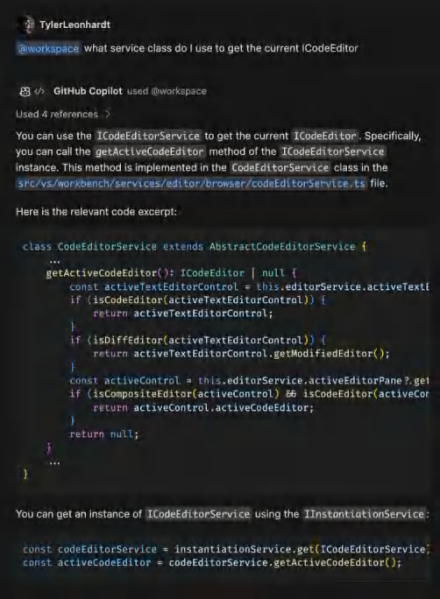 TylerLeonhardt
@workspace what service class do I use to get the current ICodeEditor
GitHub Copilot used @workspace
Used 4 references >
You can use the ICodeEditorService to get the current ICodeEditor. Specifically,
you can call the getActiveCodeEditor method of the ICodeEditorService
instance. This method is implemented in the CodeEditorService class in the
src/vs/workbench/services/editor/browser/codeEditorService.ts file.
Here is the relevant code excerpt:
class CodeEditorService extends AbstractCodeEditorService {
...
getActiveCodeEditor(): ICodeEditor | null {
const activeTextEditorControl = this.editorService.activeTextE
if (isCodeEditor(activeTextEditorControl)) {
return activeTextEditorControl;
}
if (isDiffEditor(activeTextEditorControl)) {
return activeTextEditorControl.getModifiedEditor();
}
const activeControl = this.editorService.activeEditorPane?.get
if (isCompositeEditor(activeControl) && isCodeEditor(activeCon
return activeControl.activeCodeEditor;
}
return null;
}
...
}
You can get an instance of ICodeEditorService using the IInstantiationService:
const codeEditorService = instantiationService.get(ICodeEditorService
const activeCodeEditor = codeEditorService.getActiveCodeEditor();